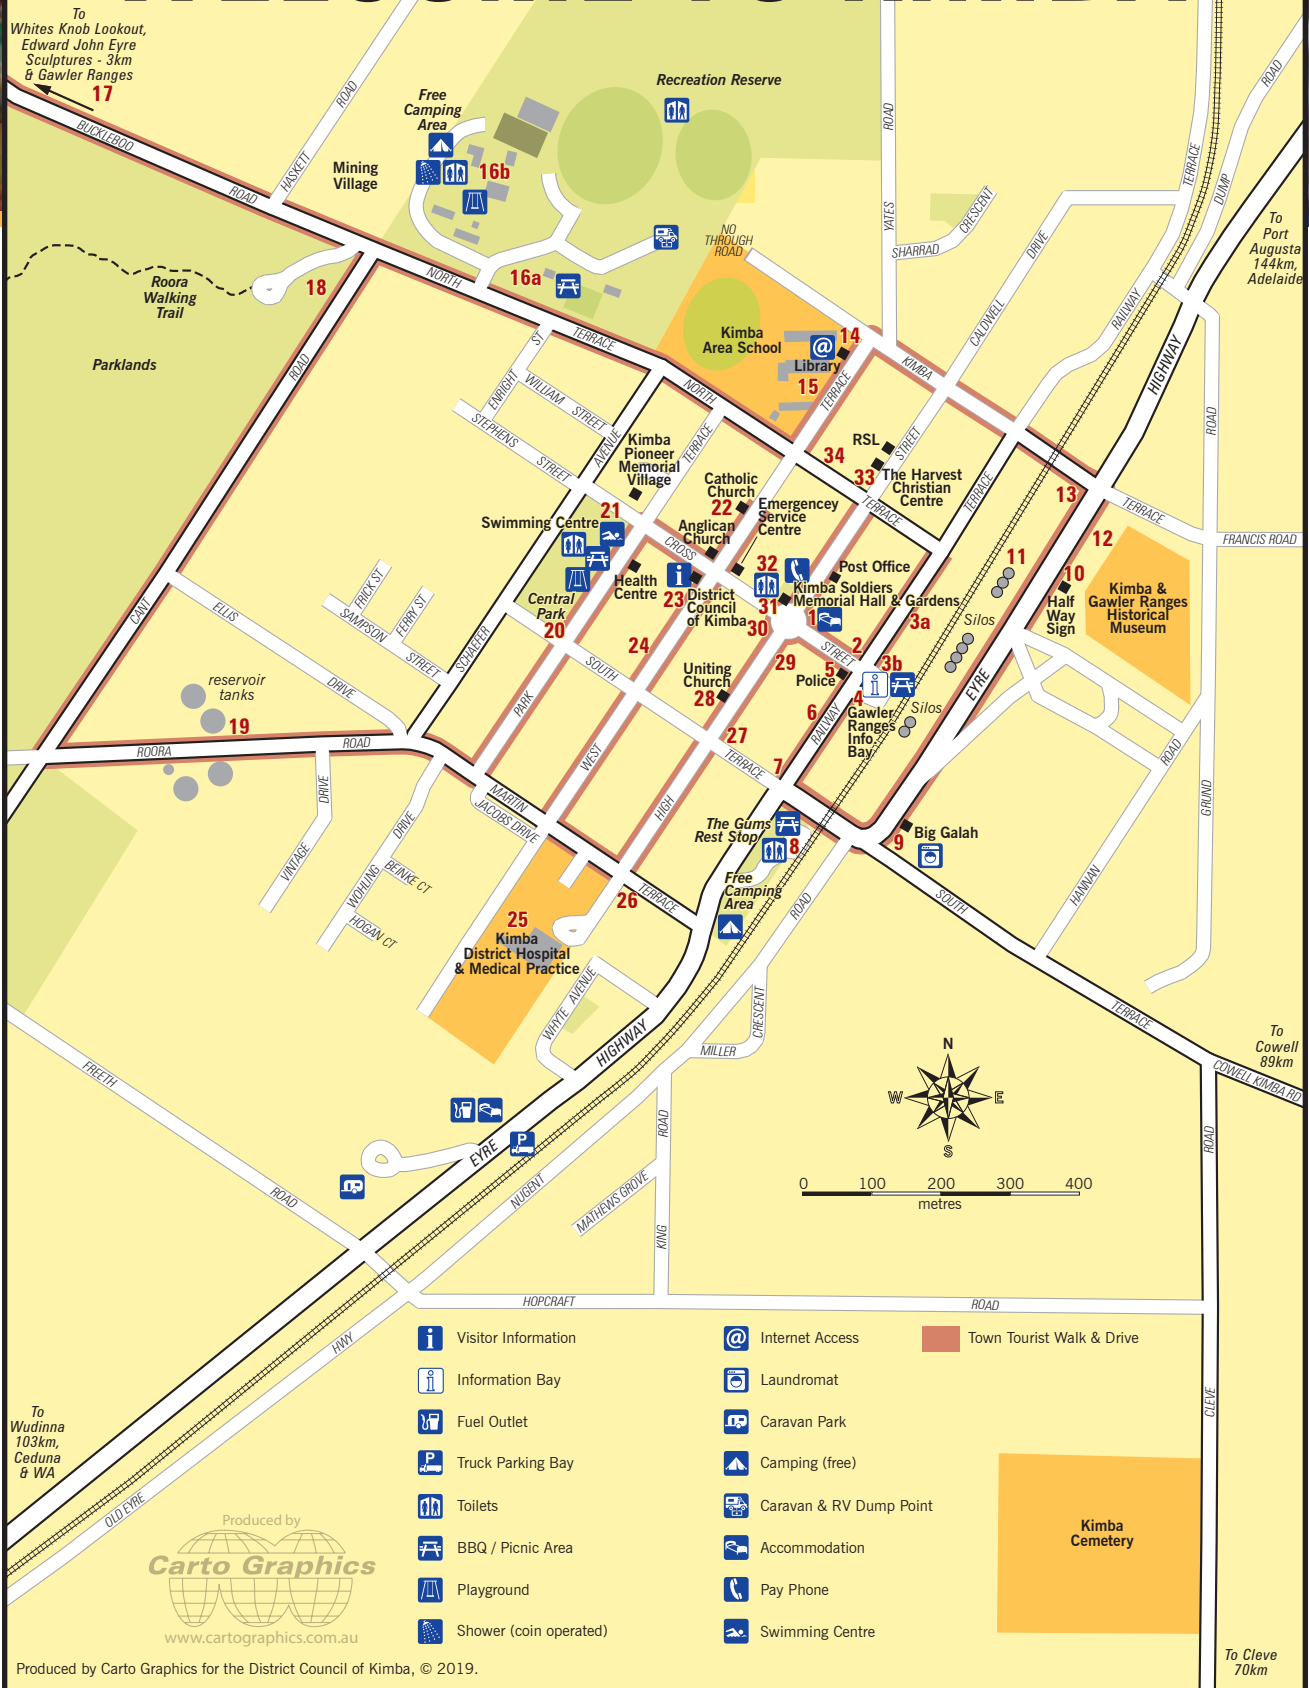 To
Whites Knob Lookout,
Edward John Eyre
Sculptures - 3km
& Gawler Ranges
17
BUCKLEBOO
ROAD
HASKETT
ROAD
Free
Camping
Area
Mining
Village
16b
Recreation Reserve
YATES
ROAD
NO
THROUGH
ROAD
SHARRAD
CRESCENT
DRIVE
CALDWELL
TERRACE
DUMP
ROAD
RAILWAY
HIGHWAY
To
Port
Augusta
144km,
Adelaide
Roora
Walking
Trail
18
Parklands
NORTH
TERRACE
16a
ROAD
CANT
Kimba
Area School
14
Library
15
TERRACE
KIMBA
NORTH
ENRIGHT
ST
WILLIAM
STREET
STEPHENS
STREET
AVENUE
TERRACE
Kimba
Pioneer
Memorial
Village
RSL
34
33
STREET
The Harvest
Christian
Centre
TERRACE
TERRACE
13
TERRACE
ROAD
FRANCIS ROAD
Catholic
Church
22
Emergencey
Service
Centre
Anglican
Church
21
Swimming Centre
CROSS
32
Post Office
Kimba Soldiers
Memorial Hall & Gardens
31
30
1
Health
Centre
23
District
Council
of Kimba
Central
Park
20
11
12
10
Half
Way
Sign
Kimba &
Gawler Ranges
Historical
Museum
Silos
3a
STREET
2
3b
29
5
Police
4
Gawler
Ranges
Info.
Bay
Silos
EYRE
6
RAILWAY
ELLIS
DRIVE
FRICK ST
SAMPSON
STREET
FERRY ST
SCHAEFER
24
SOUTH
Uniting
Church
28
27
TERRACE
7
PARK
WEST
HIGH
reservoir
tanks
19
ROORA
ROAD
MARTIN
JACOBS DRIVE
DRIVE
VINTAGE
DRIVE
WOHLING
BEINKE CT
HOGAN CT
The Gums
Rest Stop
8
9
Big Galah
ROAD
HANNAN
GRUND
SOUTH
TERRACE
Free
Camping
Area
ROAD
26
TERRACE
25
Kimba
District Hospital
& Medical Practice
WHYTE
AVENUE
HIGHWAY
CRESCENT
MILLER
To
Cowell
89km
COWELL KIMBA RD
FREETH
ROAD
EYRE
NUGENT
MATHEWS GROVE
ROAD
KING
N
W
E
S
0 100 200 300 400
metres
ROAD
HOPCRAFT
ROAD
HWY
OLD EYRE
CLEVE
To
Wudinna
103km,
Ceduna
& WA
Visitor Information
Information Bay
Fuel Outlet
P
Truck Parking Bay
Toilets
BBQ / Picnic Area
Playground
Shower (coin operated)
Internet Access
Laundromat
Caravan Park
Camping (free)
Caravan & RV Dump Point
Accommodation
Pay Phone
Swimming Centre
Town Tourist Walk & Drive
Kimba
Cemetery
To Cleve
70km
Produced by
Carto Graphics
www.cartographics.com.au
Produced by Carto Graphics for the District Council of Kimba, © 2019.